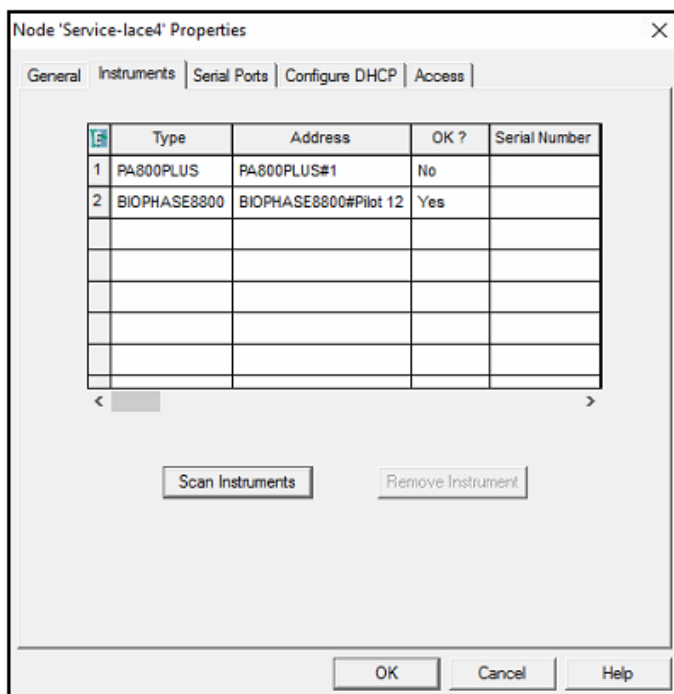 Node 'Service-lace4' Properties
General Instruments Serial Ports Configure DHCP Access
Type Address OK ? Serial Number
1 PA800PLUS PA800PLUS#1 No
2 BIOPHASE8800 BIOPHASE8800#Pilot 12 Yes
Scan Instruments Remove Instrument
OK Cancel Help